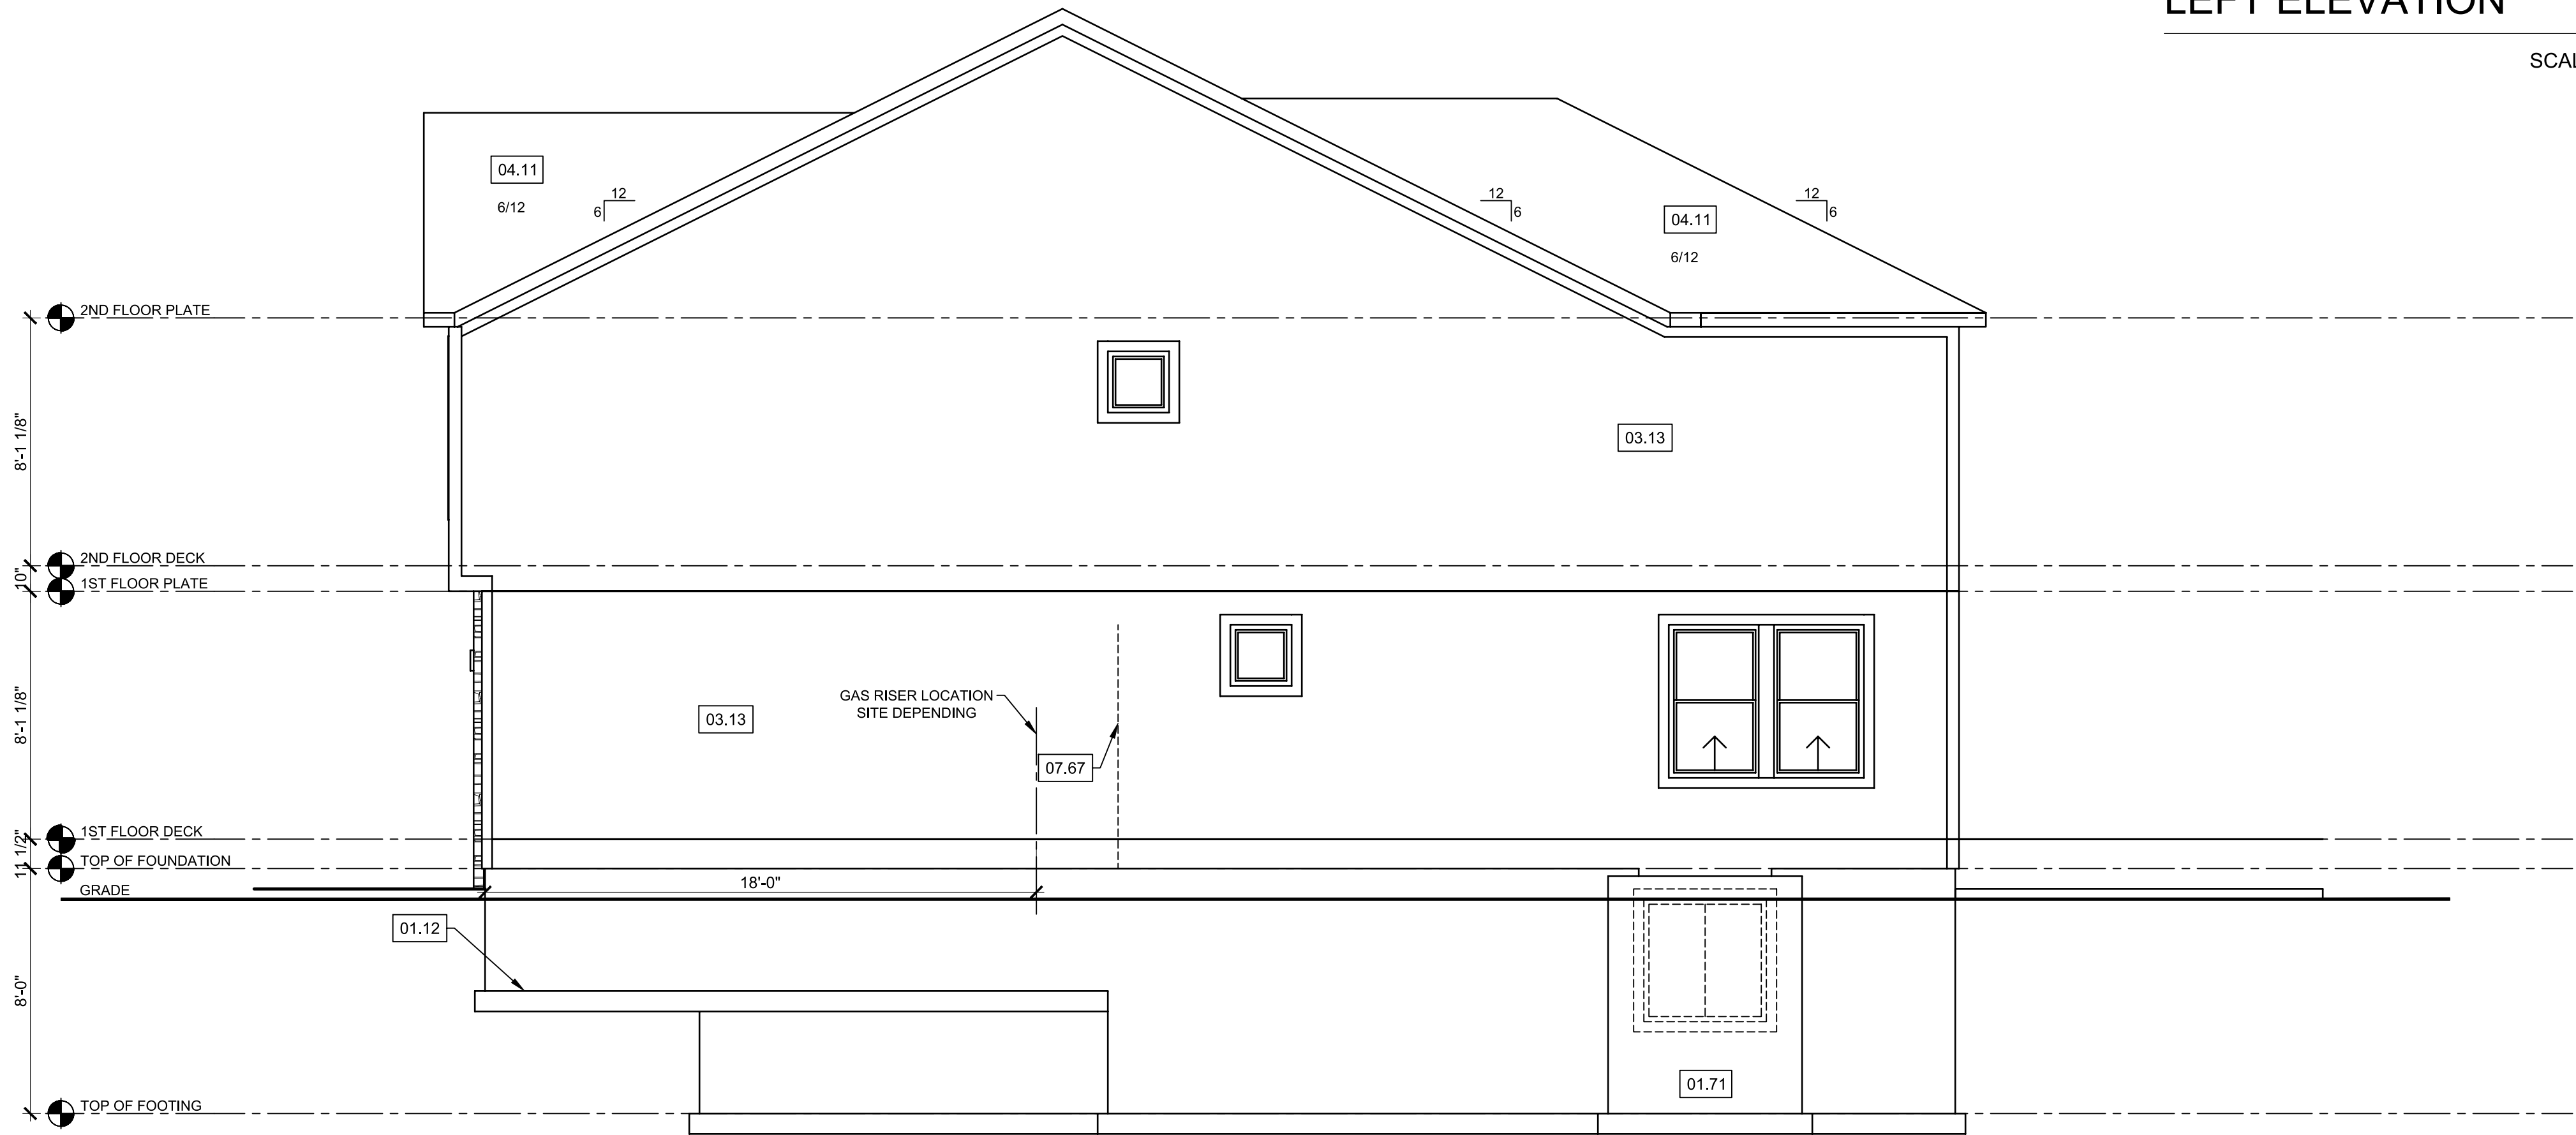 LEFT ELEVATION
12
12
12
04.11
6/12
6
6
04.11
6
6/12
2ND FLOOR PLATE
8'-1 1/8"
03.13
2ND FLOOR DECK
10"
1ST FLOOR PLATE
8'-1 1/8"
GAS RISER LOCATION
SITE DEPENDING
03.13
07.67
1ST FLOOR DECK
11 1/2"
TOP OF FOUNDATION
GRADE
18'-0"
01.12
8'-0"
01.71
TOP OF FOOTING